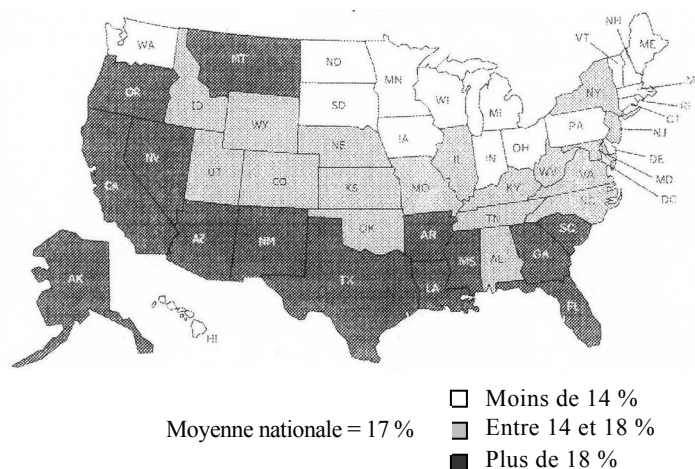 NH
VT
ME
WA
MT
ND
MN
OR
ID
SD
WI
MI
NY
M
RI
CT
WY
IA
PA
NJ
NE
NV
UT
CO
IL
IN
OH
DE
WV
VA
MD
DC
CA
KS
MO
KY
NC
TN
AZ
NM
OK
AR
SC
TX
LA
MS
AL
GA
FL
AK
HI
Moins de 14 %
Moyenne nationale = 17 %
Entre 14 et 18 %
Plus de 18 %